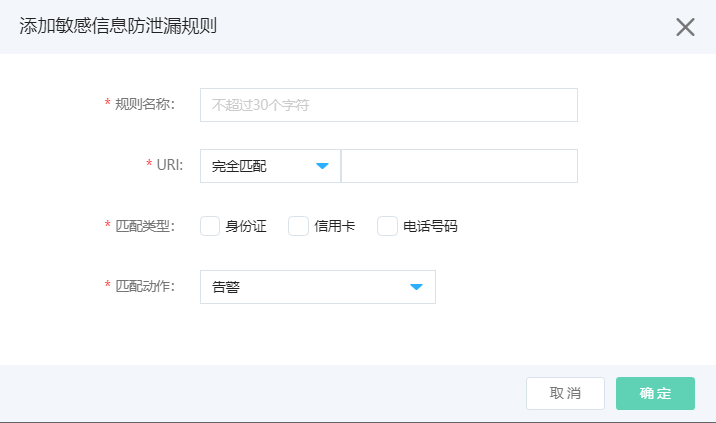 添加敏感信息防泄漏规则
* 规则名称: 不超过30个字符
* URI: 完全匹配
* 匹配类型: 身份证 信用卡 电话号码
* 匹配动作: 告警
取消 确定